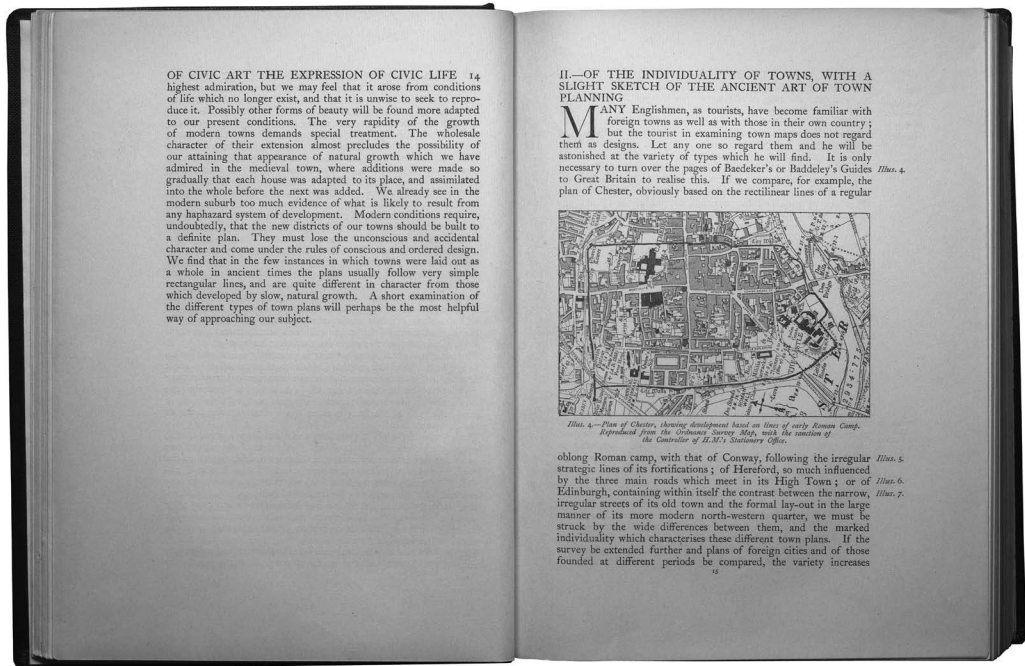 OF CIVIC ART THE EXPRESSION OF CIVIC LIFE 14
highest admiration, but we may feel that it arose from conditions
of life which no longer exist, and that it is unwise to seek to repro-
duce it. Possibly other forms of beauty will be found more adapted
to our present conditions. The very rapidity of the growth
of modern towns demands special treatment. The wholesale
character of their extension almost precludes the possibility of
our attaining that appearance of natural growth which we have
admired in the medieval town, where additions were made so
gradually that each house was adapted to its place, and assimilated
into the whole before the next was added. We already see in the
modern suburb too much evidence of what is likely to result from
any haphazard system of development. Modern conditions require,
undoubtedly, that the new districts of our towns should be built to
a definite plan. They must lose the unconscious and accidental
character and come under the rules of conscious and ordered design.
We find that in the few instances in which towns were laid out as
a whole in ancient times the plans usually follow very simple
rectangular lines, and are quite different in character from those
which developed by slow, natural growth. A short examination of
the different types of town plans will perhaps be the most helpful
way of approaching our subject.
II.—OF THE INDIVIDUALITY OF TOWNS, WITH A
SLIGHT SKETCH OF THE ANCIENT ART OF TOWN
PLANNING
MANY Englishmen, as tourists, have become familiar with
foreign towns as well as with those in their own country ;
but the tourist in examining town maps does not regard
them as designs. Let any one so regard them and he will be
astonished at the variety of types which he will find. It is only
necessary to turn over the pages of Baedeker's or Baddeley's Guides Illus. 4.
to Great Britain to realise this. If we compare, for example, the
plan of Chester, obviously based on the rectilinear lines of a regular
Illus. 4.—Plan of Chester, showing development based on lines of early Roman Camp.
Reproduced from the Ordnance Survey Map, with the sanction of
the Controller of H.M.'s Stationery Office.
oblong Roman camp, with that of Conway, following the irregular Illus. 5.
strategic lines of its fortifications ; of Hereford, so much influenced
by the three main roads which meet in its High Town ; or of Illus. 6.
Edinburgh, containing within itself the contrast between the narrow, Illus. 7.
irregular streets of its old town and the formal lay-out in the large
manner of its more modern north-western quarter, we must be
struck by the wide differences between them, and the marked
individuality which characterises these different town plans. If the
survey be extended further and plans of foreign cities and of those
founded at different periods be compared, the variety increases
15